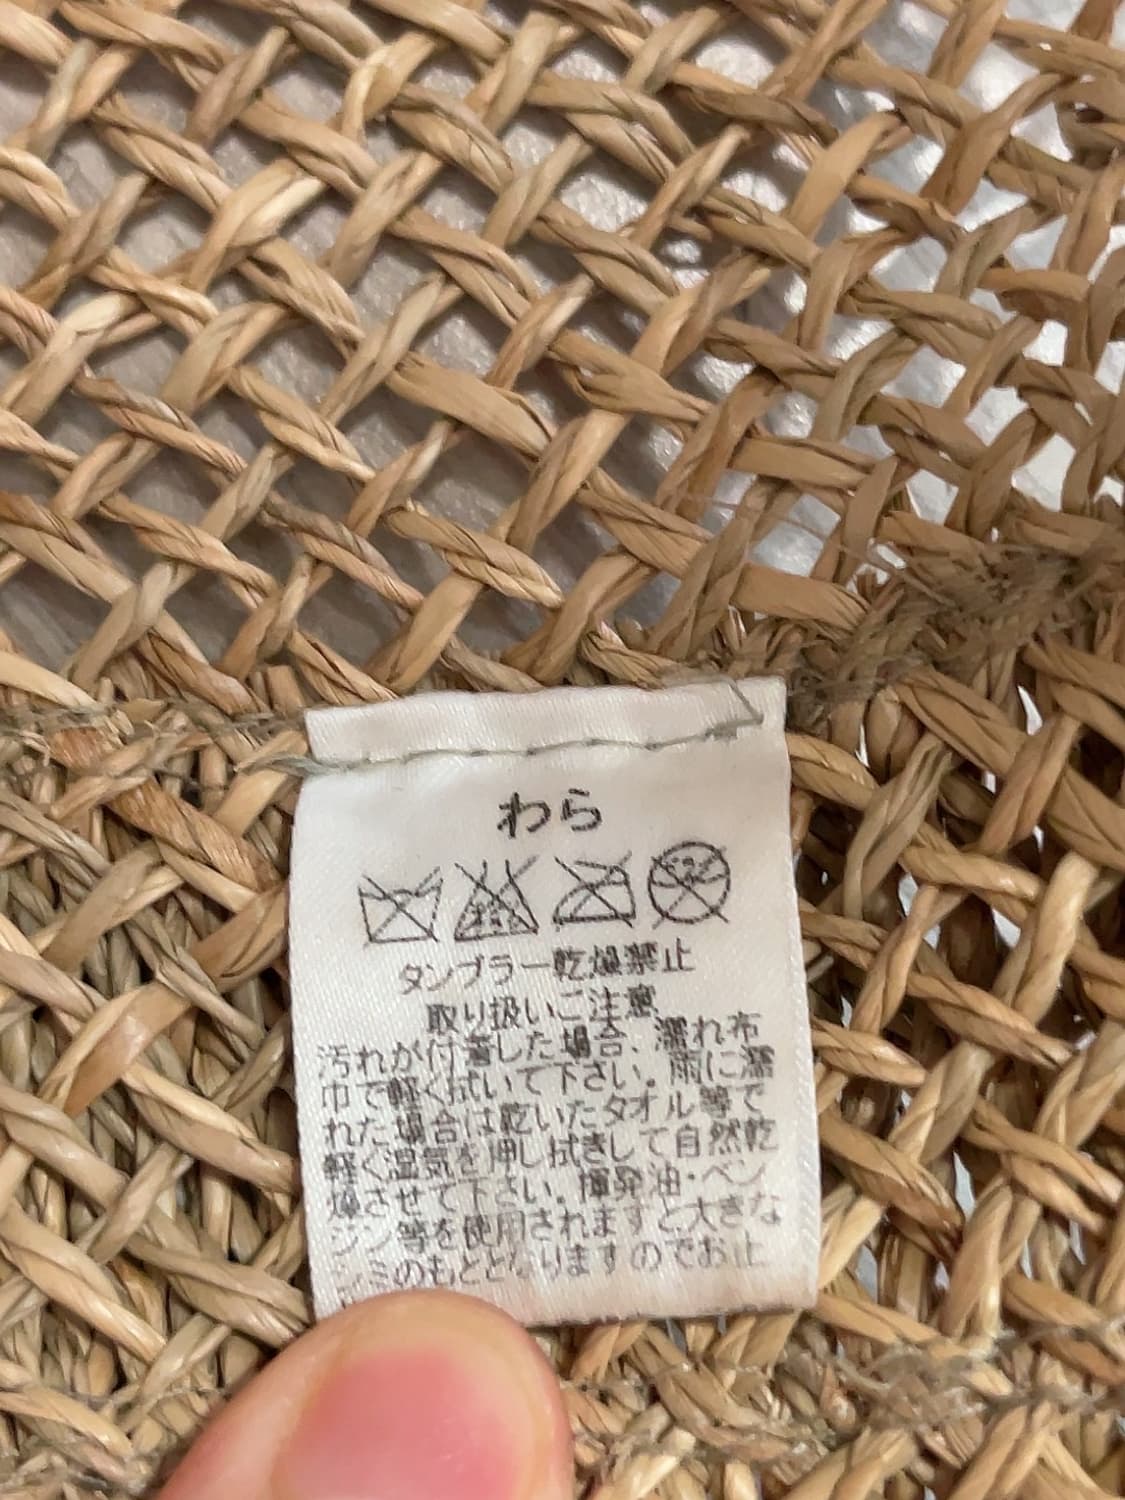 わら
タンブラー乾燥禁止
取り扱いご注意
汚れが付着した場合、濡れ布
巾で軽く拭いて下さい。雨に濡
れた場合は乾いたタオル等で
軽く湿気を押し拭きして自然乾
燥させて下さい。揮発油・ベン
ジン等を使用されますと大きな
シミのもととなりますのでお止